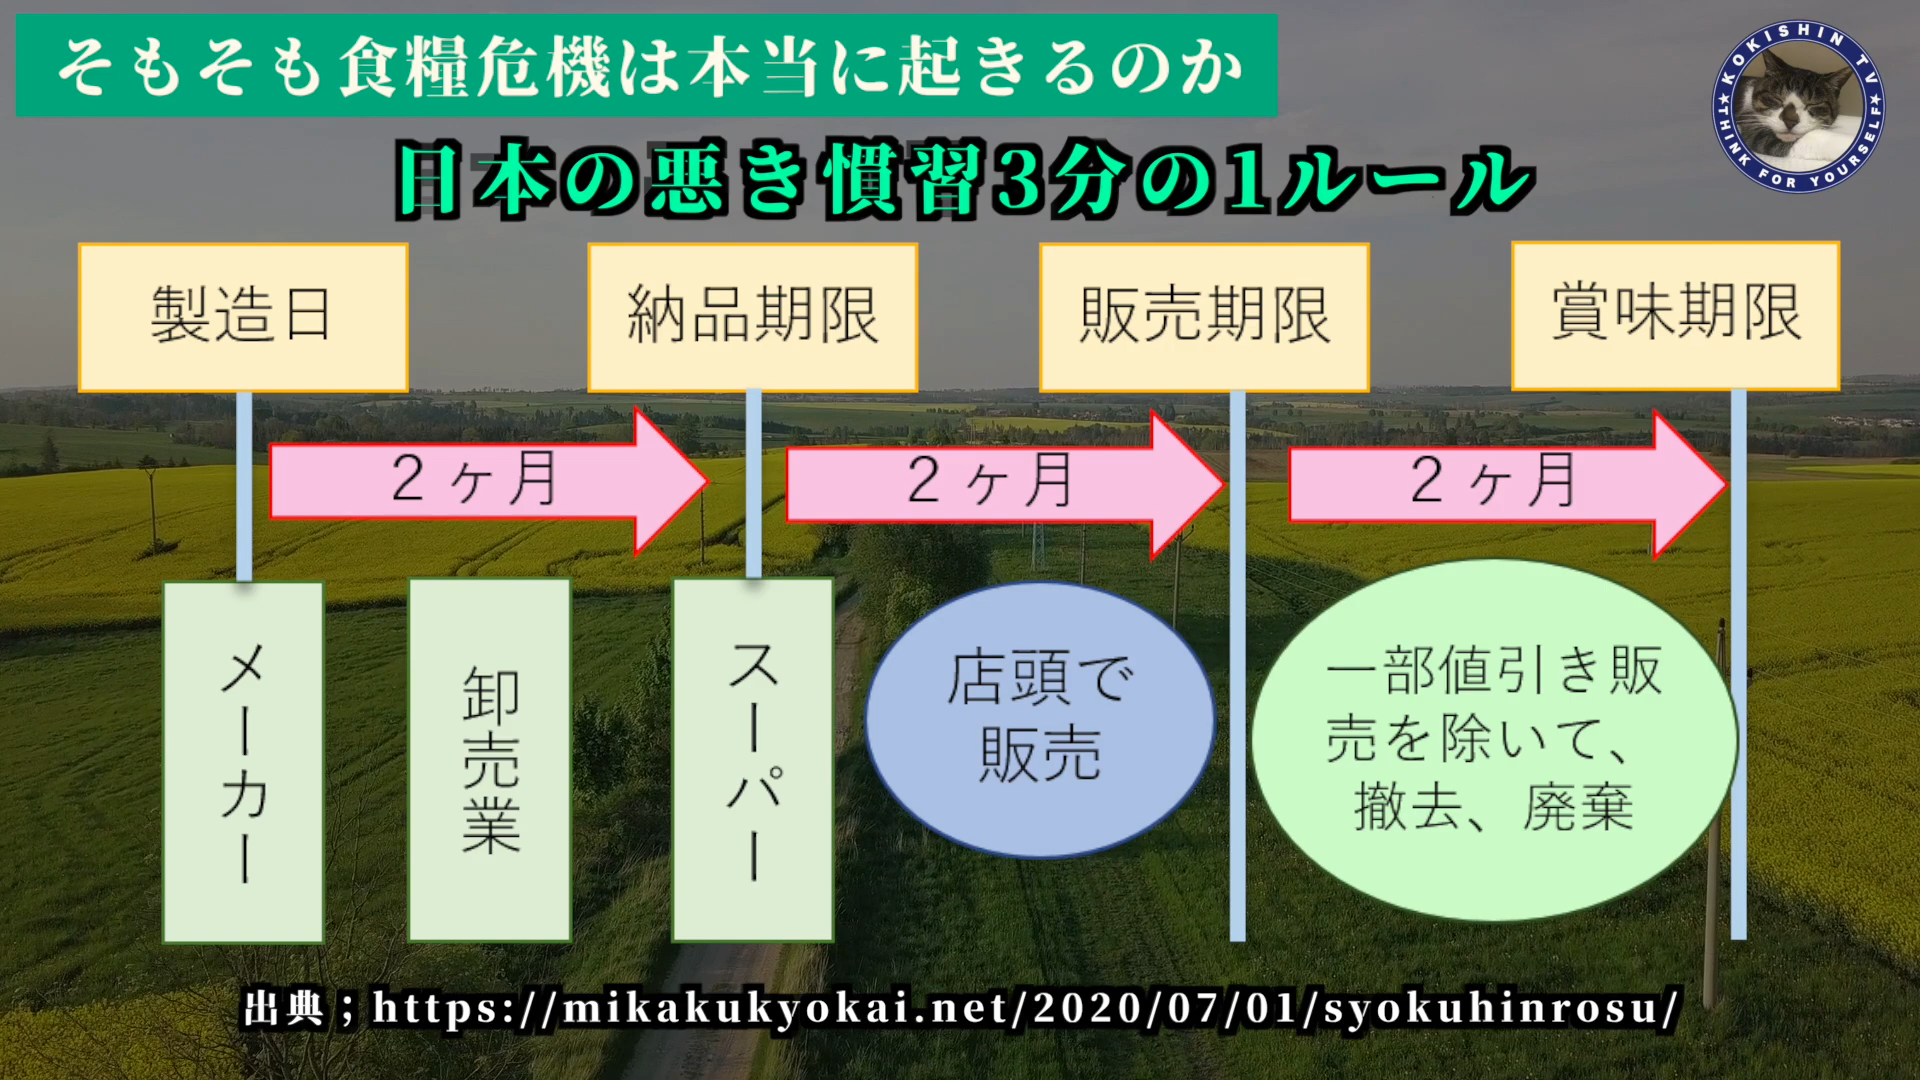 そもそも食糧危機は本当に起きるのか
KOKISHIN TV
★THINK FOR YOURSELF★
日本の悪き慣習3分の1ルール
製造日
納品期限
販売期限
賞味期限
２ヶ月
２ヶ月
２ヶ月
メーカー
卸売業
スーパー
店頭で
販売
一部値引き販
売を除いて、
撤去、廃棄
出典；https://mikakukyokai.net/2020/07/01/syokuhinrosu/